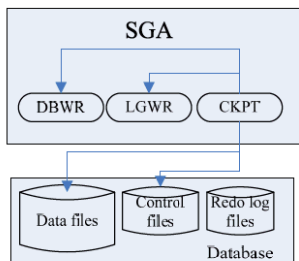 SGA
DBWR
LGWR
CKPT
Data files
Control
files
Redo log
files
Database